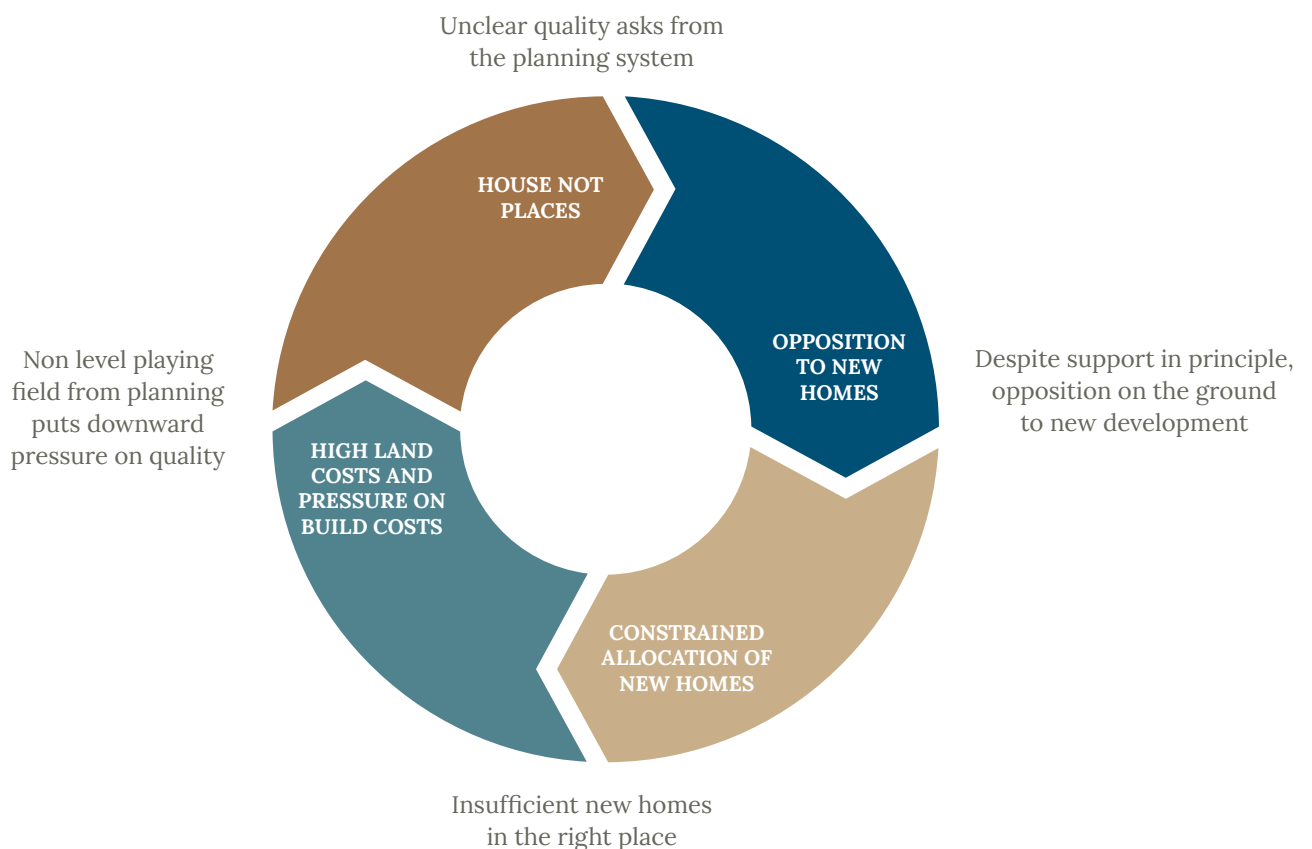 Unclear quality asks from
the planning system
HOUSE NOT
PLACES
OPPOSITION
TO NEW
HOMES
Despite support in principle,
opposition on the ground
to new development
Non level playing
field from planning
puts downward
pressure on quality
HIGH LAND
COSTS AND
PRESSURE ON
BUILD COSTS
CONSTRAINED
ALLOCATION OF
NEW HOMES
Insufficient new homes
in the right place